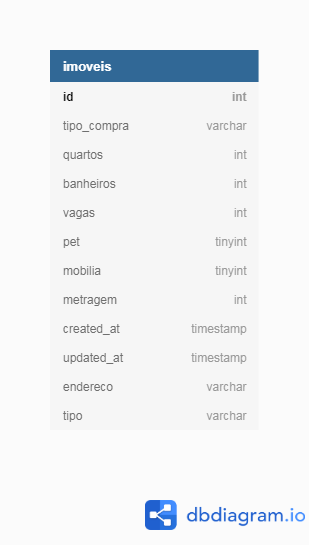 imoveis
id int
tipo_compra varchar
quartos int
banheiros int
vagas int
pet tinyint
mobilia tinyint
metragem int
created_at timestamp
updated_at timestamp
endereco varchar
tipo varchar
dbdiagram.io